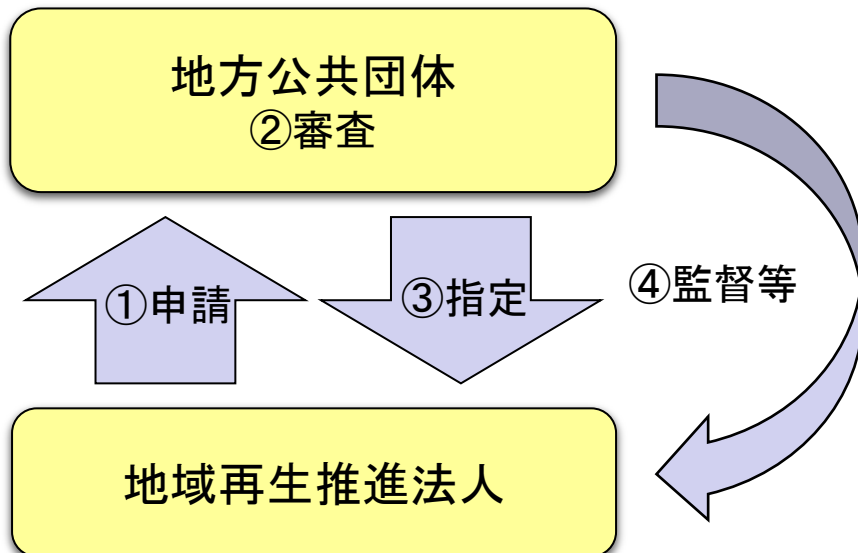 地方公共団体
②審査
①申請
③指定
④監督等
地域再生推進法人